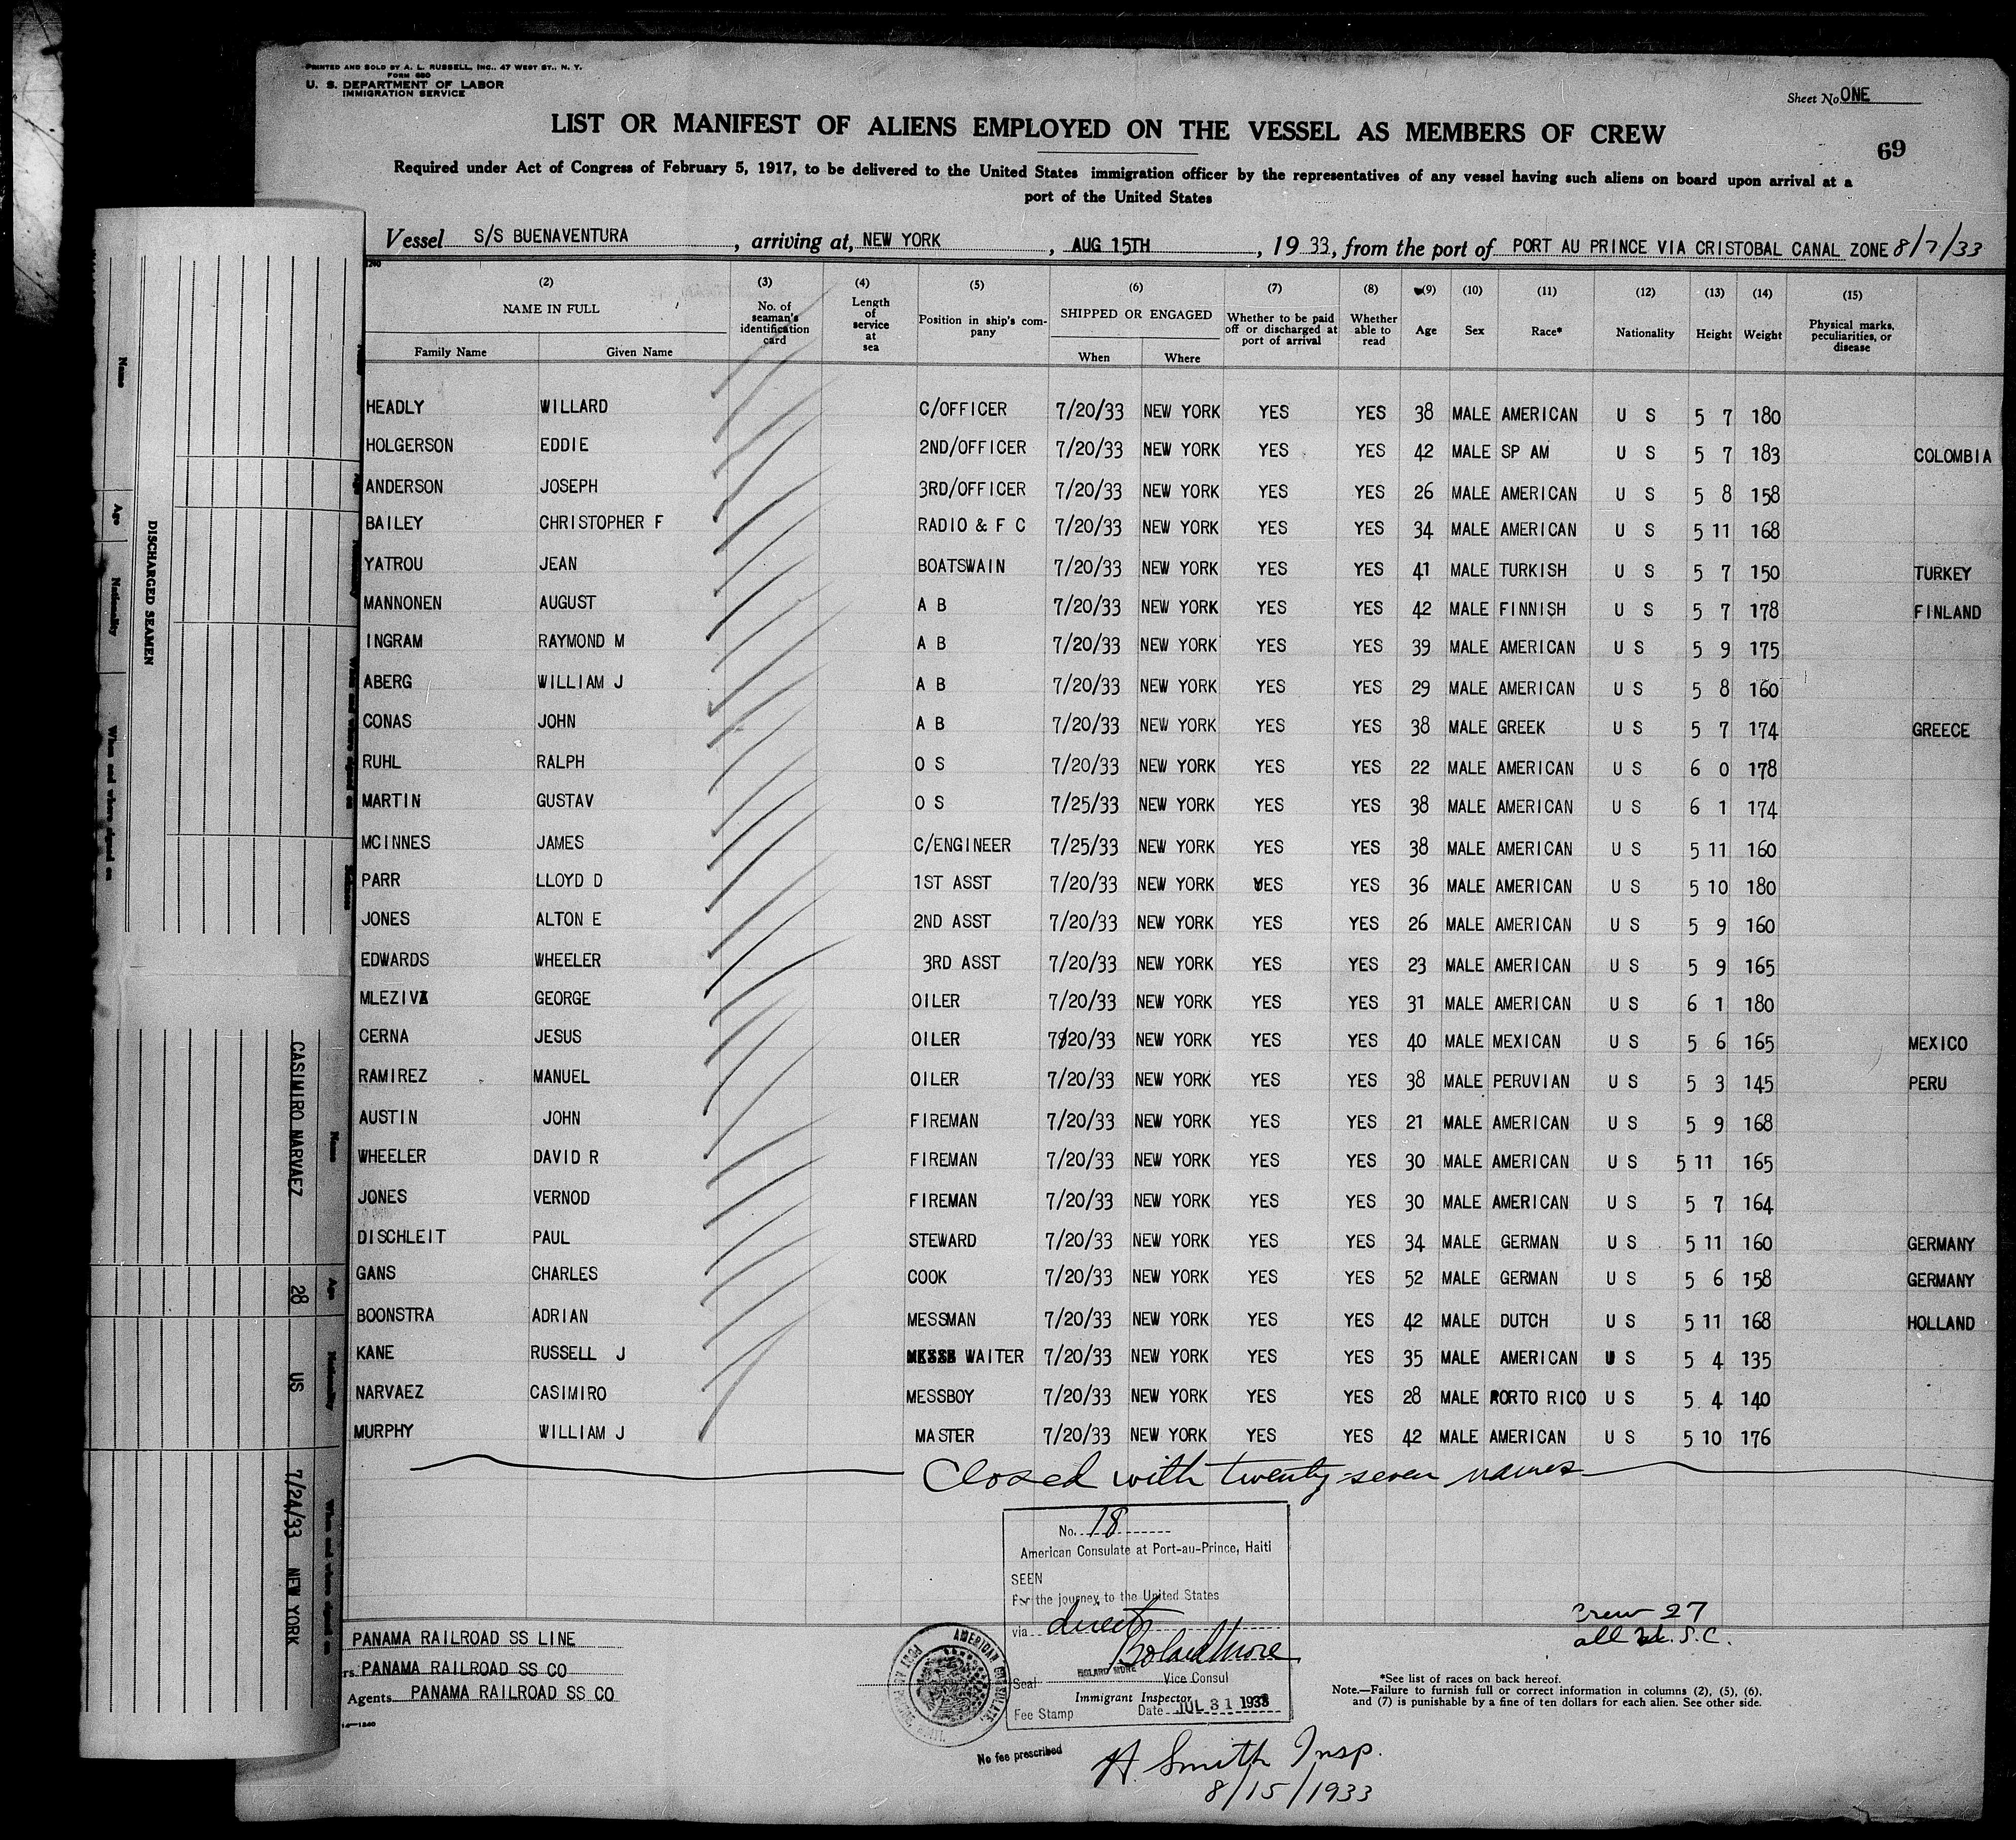 PRINTED AND SOLD BY A. L. RUSSELL, INC., 47 WEST ST., N. Y.
FORM 680
U. S. DEPARTMENT OF LABOR
IMMIGRATION SERVICE
Sheet No. ONE
LIST OR MANIFEST OF ALIENS EMPLOYED ON THE VESSEL AS MEMBERS OF CREW
69
Required under Act of Congress of February 5, 1917, to be delivered to the United States immigration officer by the representatives of any vessel having such aliens on board upon arrival at a
port of the United States
Vessel S/S BUENAVENTURA, arriving at, NEW YORK, AUG 15TH, 19 33, from the port of PORT AU PRINCE VIA CRISTOBAL CANAL ZONE 8/7/33
(2) NAME IN FULL Family Name Given Name
(3) No. of seaman's identification card
(4) Length of service at sea
(5) Position in ship's company
(6) SHIPPED OR ENGAGED When Where
(7) Whether to be paid off or discharged at port of arrival
(8) Whether able to read
(9) Age
(10) Sex
(11) Race*
(12) Nationality
(13) Height
(14) Weight
(15) Physical marks, peculiarities, or disease
HEADLY WILLARD C/OFFICER 7/20/33 NEW YORK YES YES 38 MALE AMERICAN U S 5 7 180
HOLGERSON EDDIE 2ND/OFFICER 7/20/33 NEW YORK YES YES 42 MALE SP AM U S 5 7 183 COLOMBIA
ANDERSON JOSEPH 3RD/OFFICER 7/20/33 NEW YORK YES YES 26 MALE AMERICAN U S 5 8 158
BAILEY CHRISTOPHER F RADIO & F C 7/20/33 NEW YORK YES YES 34 MALE AMERICAN U S 5 11 168
YATROU JEAN BOATSWAIN 7/20/33 NEW YORK YES YES 41 MALE TURKISH U S 5 7 150 TURKEY
MANNONEN AUGUST A B 7/20/33 NEW YORK YES YES 42 MALE FINNISH U S 5 7 178 FINLAND
INGRAM RAYMOND M A B 7/20/33 NEW YORK YES YES 39 MALE AMERICAN U S 5 9 175
ABERG WILLIAM J A B 7/20/33 NEW YORK YES YES 29 MALE AMERICAN U S 5 8 160
CONAS JOHN A B 7/20/33 NEW YORK YES YES 38 MALE GREEK U S 5 7 174 GREECE
RUHL RALPH O S 7/20/33 NEW YORK YES YES 22 MALE AMERICAN U S 6 0 178
MARTIN GUSTAV O S 7/25/33 NEW YORK YES YES 38 MALE AMERICAN U S 6 1 174
MCINNES JAMES C/ENGINEER 7/25/33 NEW YORK YES YES 38 MALE AMERICAN U S 5 11 160
PARR LLOYD D 1ST ASST 7/20/33 NEW YORK YES YES 36 MALE AMERICAN U S 5 10 180
JONES ALTON E 2ND ASST 7/20/33 NEW YORK YES YES 26 MALE AMERICAN U S 5 9 160
EDWARDS WHEELER 3RD ASST 7/20/33 NEW YORK YES YES 23 MALE AMERICAN U S 5 9 165
MLEZIVA GEORGE OILER 7/20/33 NEW YORK YES YES 31 MALE AMERICAN U S 6 1 180
CERNA JESUS OILER 7/20/33 NEW YORK YES YES 40 MALE MEXICAN U S 5 6 165 MEXICO
RAMIREZ MANUEL OILER 7/20/33 NEW YORK YES YES 38 MALE PERUVIAN U S 5 3 145 PERU
AUSTIN JOHN FIREMAN 7/20/33 NEW YORK YES YES 21 MALE AMERICAN U S 5 9 168
WHEELER DAVID R FIREMAN 7/20/33 NEW YORK YES YES 30 MALE AMERICAN U S 5 11 165
JONES VERNOD FIREMAN 7/20/33 NEW YORK YES YES 30 MALE AMERICAN U S 5 7 164
DISCHLEIT PAUL STEWARD 7/20/33 NEW YORK YES YES 34 MALE GERMAN U S 5 11 160 GERMANY
GANS CHARLES COOK 7/20/33 NEW YORK YES YES 52 MALE GERMAN U S 5 6 158 GERMANY
BOONSTRA ADRIAN MESSMAN 7/20/33 NEW YORK YES YES 42 MALE DUTCH U S 5 11 168 HOLLAND
KANE RUSSELL J WAITER 7/20/33 NEW YORK YES YES 35 MALE AMERICAN U S 5 4 135
NARVAEZ CASIMIRO MESSBOY 7/20/33 NEW YORK YES YES 28 MALE PORTO RICO U S 5 4 140
MURPHY WILLIAM J MASTER 7/20/33 NEW YORK YES YES 42 MALE AMERICAN U S 5 10 176
Closed with twenty-seven names
No. 18
American Consulate at Port-au-Prince, Haiti
SEEN
For the journey to the United States
via direct
Seal Vice Consul
Immigrant Inspector
Fee Stamp Date JUL 31 1933
No fee prescribed
AMERICAN CONSULATE
H. Smith Insp.
8/15/1933
Crew 27
all U.S.C.
PANAMA RAILROAD SS LINE
rs PANAMA RAILROAD SS CO
Agents PANAMA RAILROAD SS CO
14—1240
*See list of races on back hereof.
Note.—Failure to furnish full or correct information in columns (2), (5), (6),
and (7) is punishable by a fine of ten dollars for each alien. See other side.
DISCHARGED SEAMEN
Name Age Nationality When and where signed on
Name Age Nationality When and where signed on
CASIMIRO NARVAEZ 28 US 7/24/33 NEW YORK